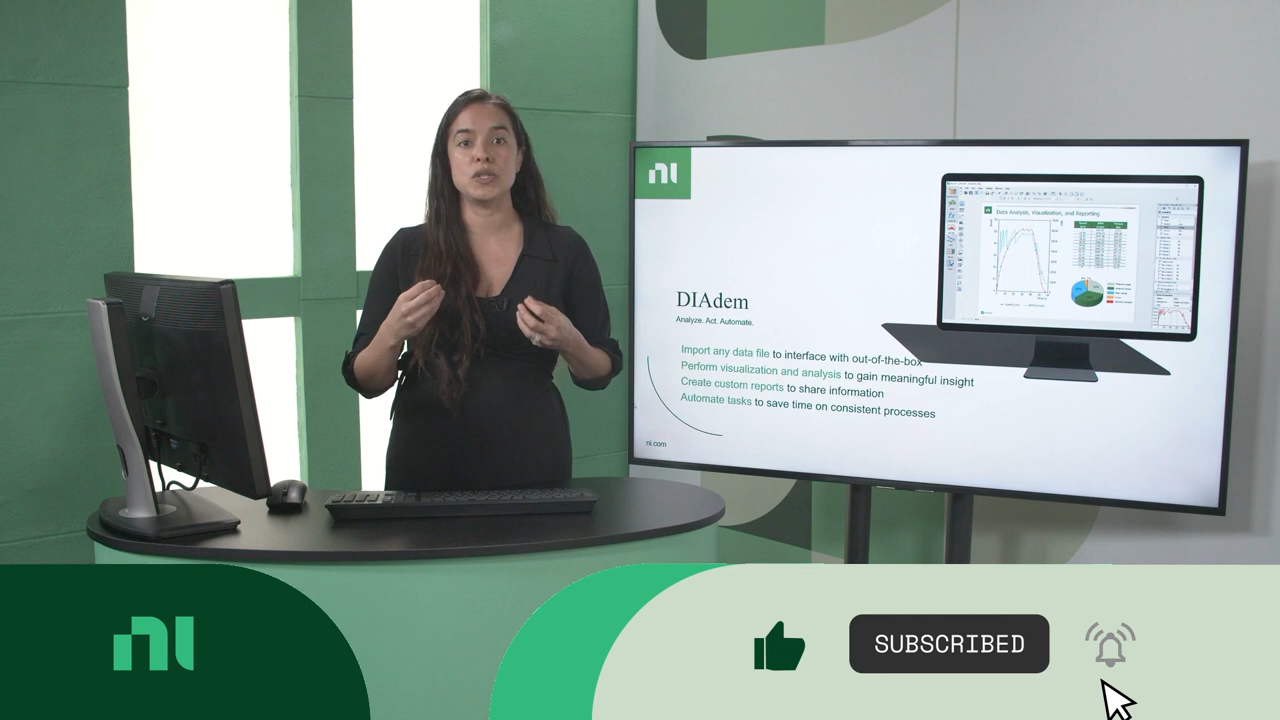 ni
Data Analysis, Visualization, and Reporting
DIAdem
Analyze. Act. Automate.
Import any data file to interface with out-of-the-box
Perform visualization and analysis to gain meaningful insight
Create custom reports to share information
Automate tasks to save time on consistent processes
ni.com
ni
SUBSCRIBED